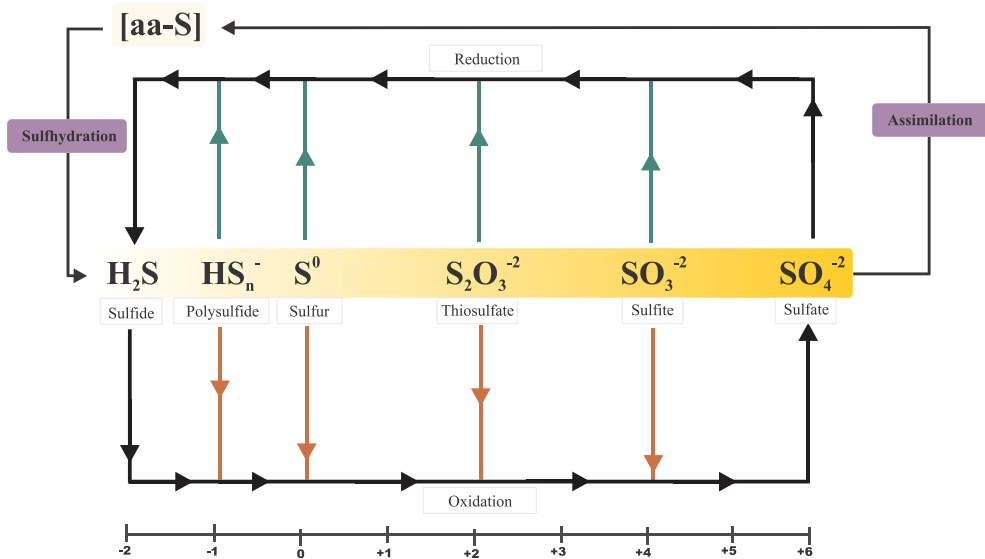 [aa-S]
Reduction
Sulfhydration
Assimilation
H₂S HSₙ⁻ S⁰ S₂O₃⁻² SO₃⁻² SO₄⁻²
Sulfide Polysulfide Sulfur Thiosulfate Sulfite Sulfate
Oxidation
-2 -1 0 +1 +2 +3 +4 +5 +6